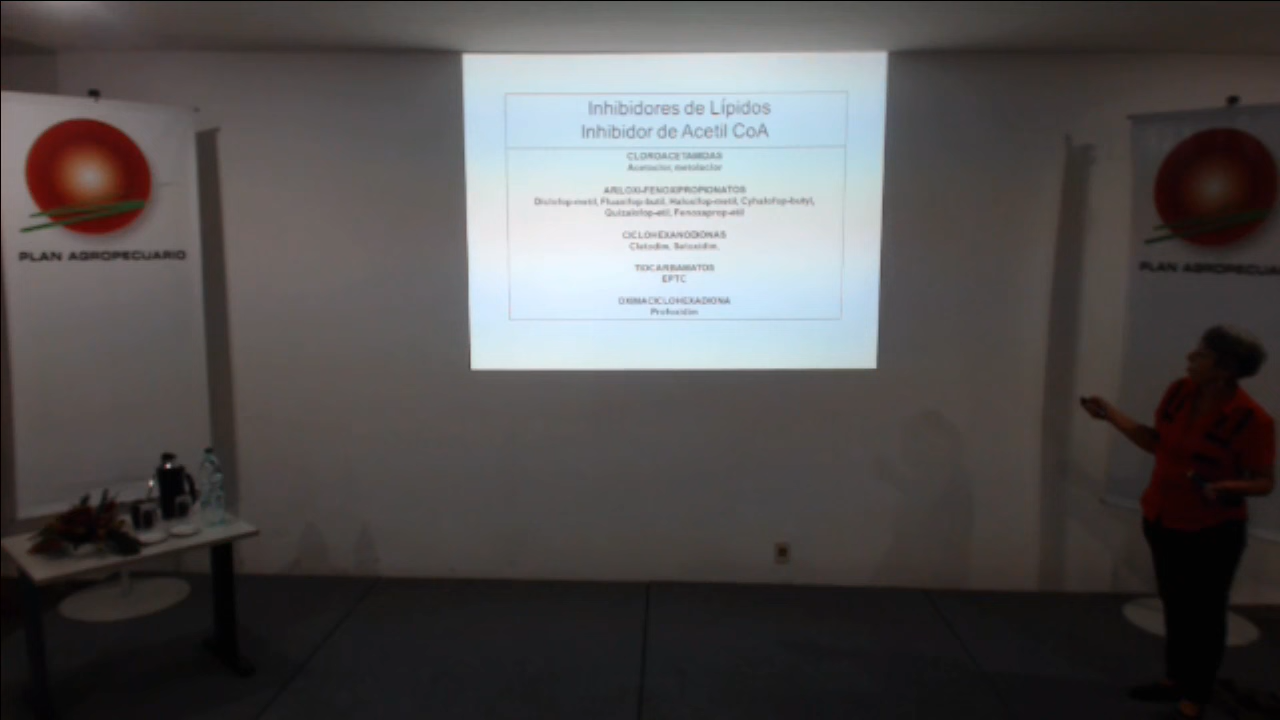 PLAN AGROPECUARIO
Inhibidores de Lípidos
Inhibidor de Acetil CoA
CLOROACETAMIDAS
Acetoclor, metolaclor
ARILOXI-FENOXIPROPIONATOS
Diclofop-metil, Fluazifop-butil, Haloxifop-metil, Cyhalofop-butyl,
Quizalofop-etil, Fenoxaprop-etil
CICLOHEXANODIONAS
Cletodim, Setoxidim,
TIOCARBAMATOS
EPTC
OXIMACICLOHEXADIONA
Profoxidim
PLAN AGROPECUA